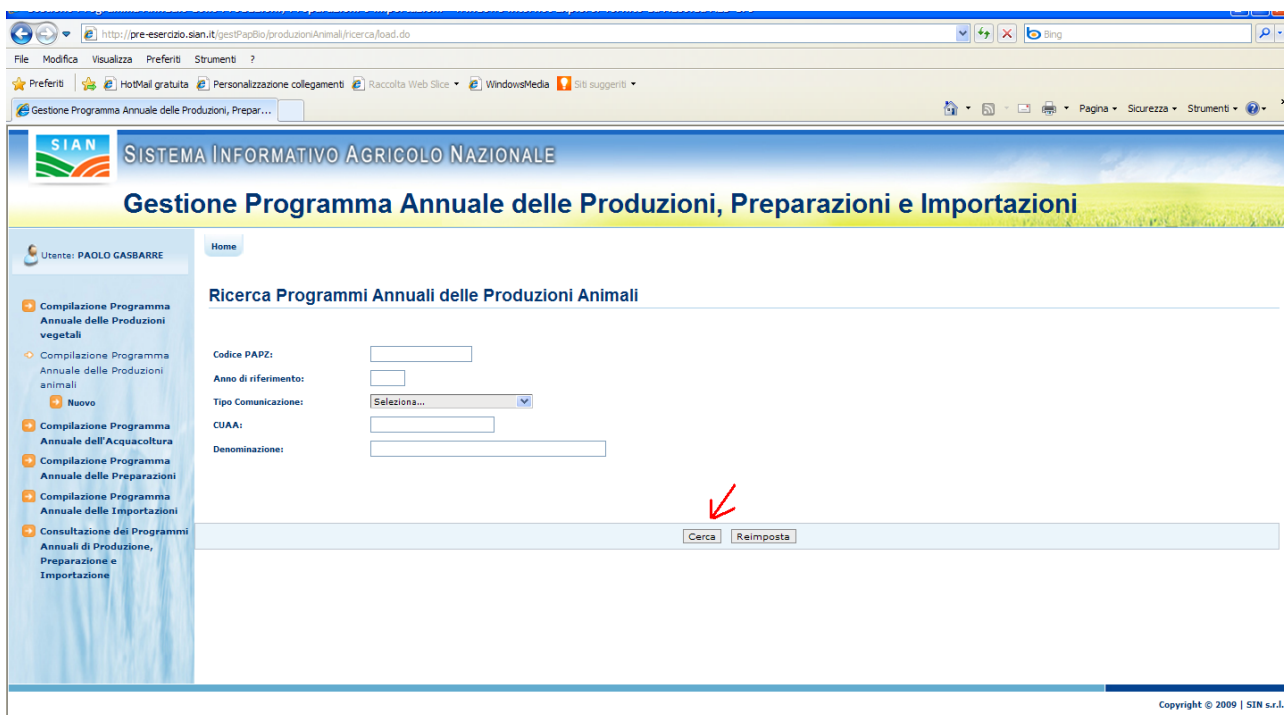 http://pre-esercizio.sian.it/gestPapBio/produzioniAnimali/ricerca/load.do
Bing
File Modifica Visualizza Preferiti Strumenti ?
Preferiti HotMail gratuita Personalizzazione collegamenti Raccolta Web Slice WindowsMedia Siti suggeriti
Gestione Programma Annuale delle Produzioni, Prepar...
Pagina Sicurezza Strumenti
SIAN
SISTEMA INFORMATIVO AGRICOLO NAZIONALE
Gestione Programma Annuale delle Produzioni, Preparazioni e Importazioni
Utente: PAOLO GASBARRE
Home
Compilazione Programma
Annuale delle Produzioni
vegetali
Compilazione Programma
Annuale delle Produzioni
animali
Nuovo
Compilazione Programma
Annuale dell'Acquacoltura
Compilazione Programma
Annuale delle Preparazioni
Compilazione Programma
Annuale delle Importazioni
Consultazione dei Programmi
Annuali di Produzione,
Preparazione e
Importazione
Ricerca Programmi Annuali delle Produzioni Animali
Codice PAPZ:
Anno di riferimento:
Tipo Comunicazione: Seleziona...
CUAA:
Denominazione:
Cerca Reimposta
Copyright © 2009 | SIN s.r.l.